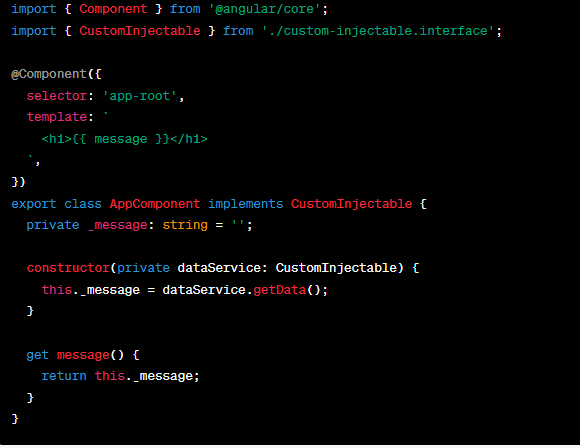 import { Component } from '@angular/core';
import { CustomInjectable } from './custom-injectable.interface';

@Component({
  selector: 'app-root',
  template: `
    <h1>{{ message }}</h1>
  `,
})
export class AppComponent implements CustomInjectable {
  private _message: string = '';

  constructor(private dataService: CustomInjectable) {
    this._message = dataService.getData();
  }

  get message() {
    return this._message;
  }
}